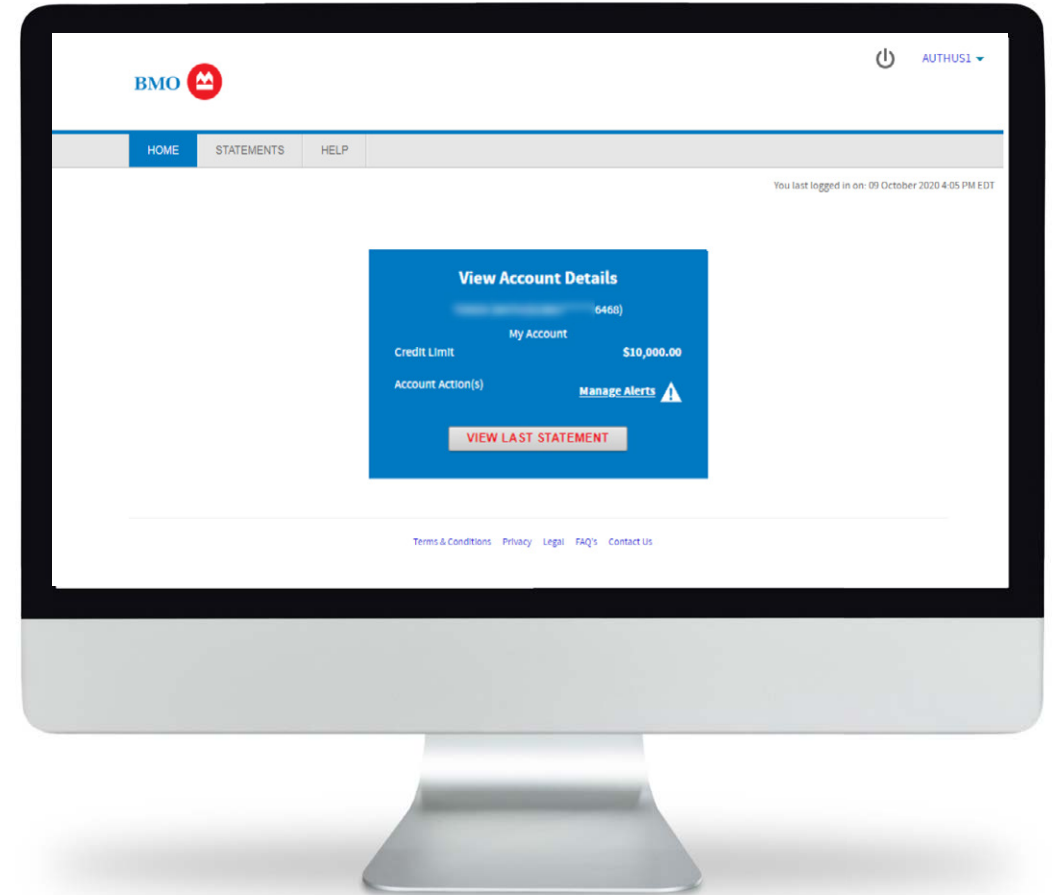 BMO
AUTHUS1
HOME STATEMENTS HELP
You last logged in on: 09 October 2020 4:05 PM EDT
View Account Details
6468)
My Account
Credit Limit $10,000.00
Account Action(s) Manage Alerts
VIEW LAST STATEMENT
Terms & Conditions Privacy Legal FAQ's Contact Us